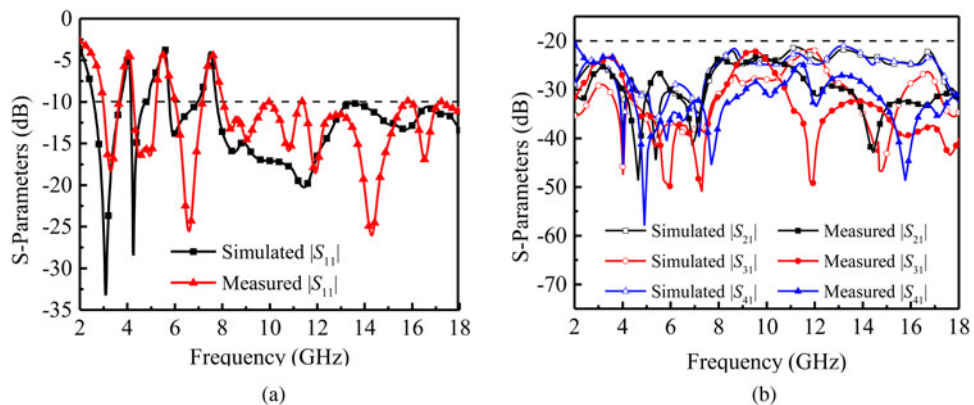 (a)
0
-5
-10
-15
-20
-25
-30
-35
S-Parameters (dB)
Simulated |S11|
Measured |S11|
2 4 6 8 10 12 14 16 18
Frequency (GHz)
(a)
(b)
-20
-30
-40
-50
-60
-70
S-Parameters (dB)
Simulated |S21| Measured |S21|
Simulated |S31| Measured |S31|
Simulated |S41| Measured |S41|
2 4 6 8 10 12 14 16 18
Frequency (GHz)
(b)